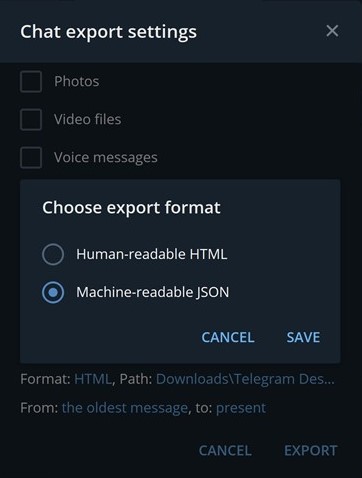 Chat export settings
Photos
Video files
Voice messages
Choose export format
Human-readable HTML
Machine-readable JSON
CANCEL SAVE
Format: HTML, Path: Downloads\Telegram Des...
From: the oldest message, to: present
CANCEL EXPORT